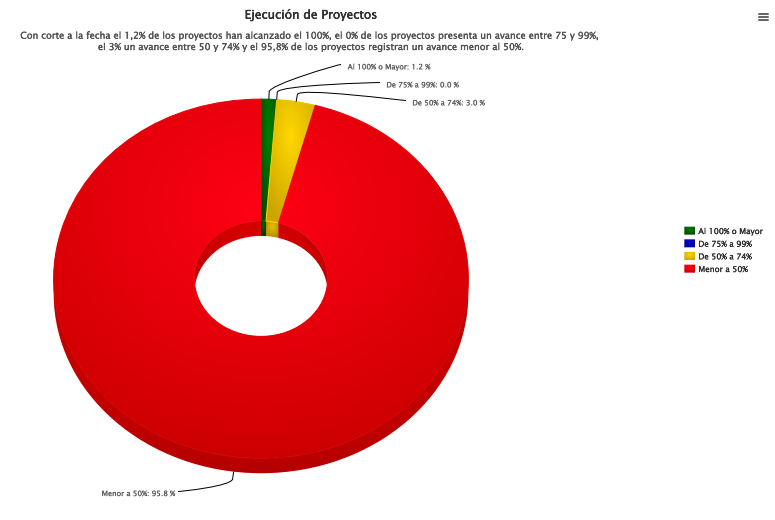 Ejecución de Proyectos
Con corte a la fecha el 1,2% de los proyectos han alcanzado el 100%, el 0% de los proyectos presenta un avance entre 75 y 99%,
el 3% un avance entre 50 y 74% y el 95,8% de los proyectos registran un avance menor al 50%.
Al 100% o Mayor: 1.2 %
De 75% a 99%: 0.0 %
De 50% a 74%: 3.0 %
Al 100% o Mayor
De 75% a 99%
De 50% a 74%
Menor a 50%
Menor a 50%: 95.8 %